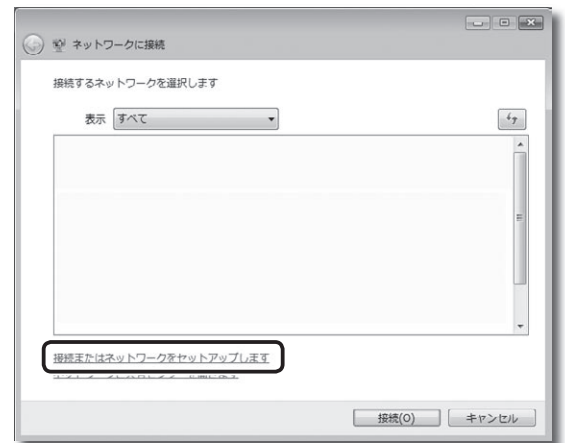 ネットワークに接続
接続するネットワークを選択します
表示 すべて
接続またはネットワークをセットアップします
接続(O) キャンセル